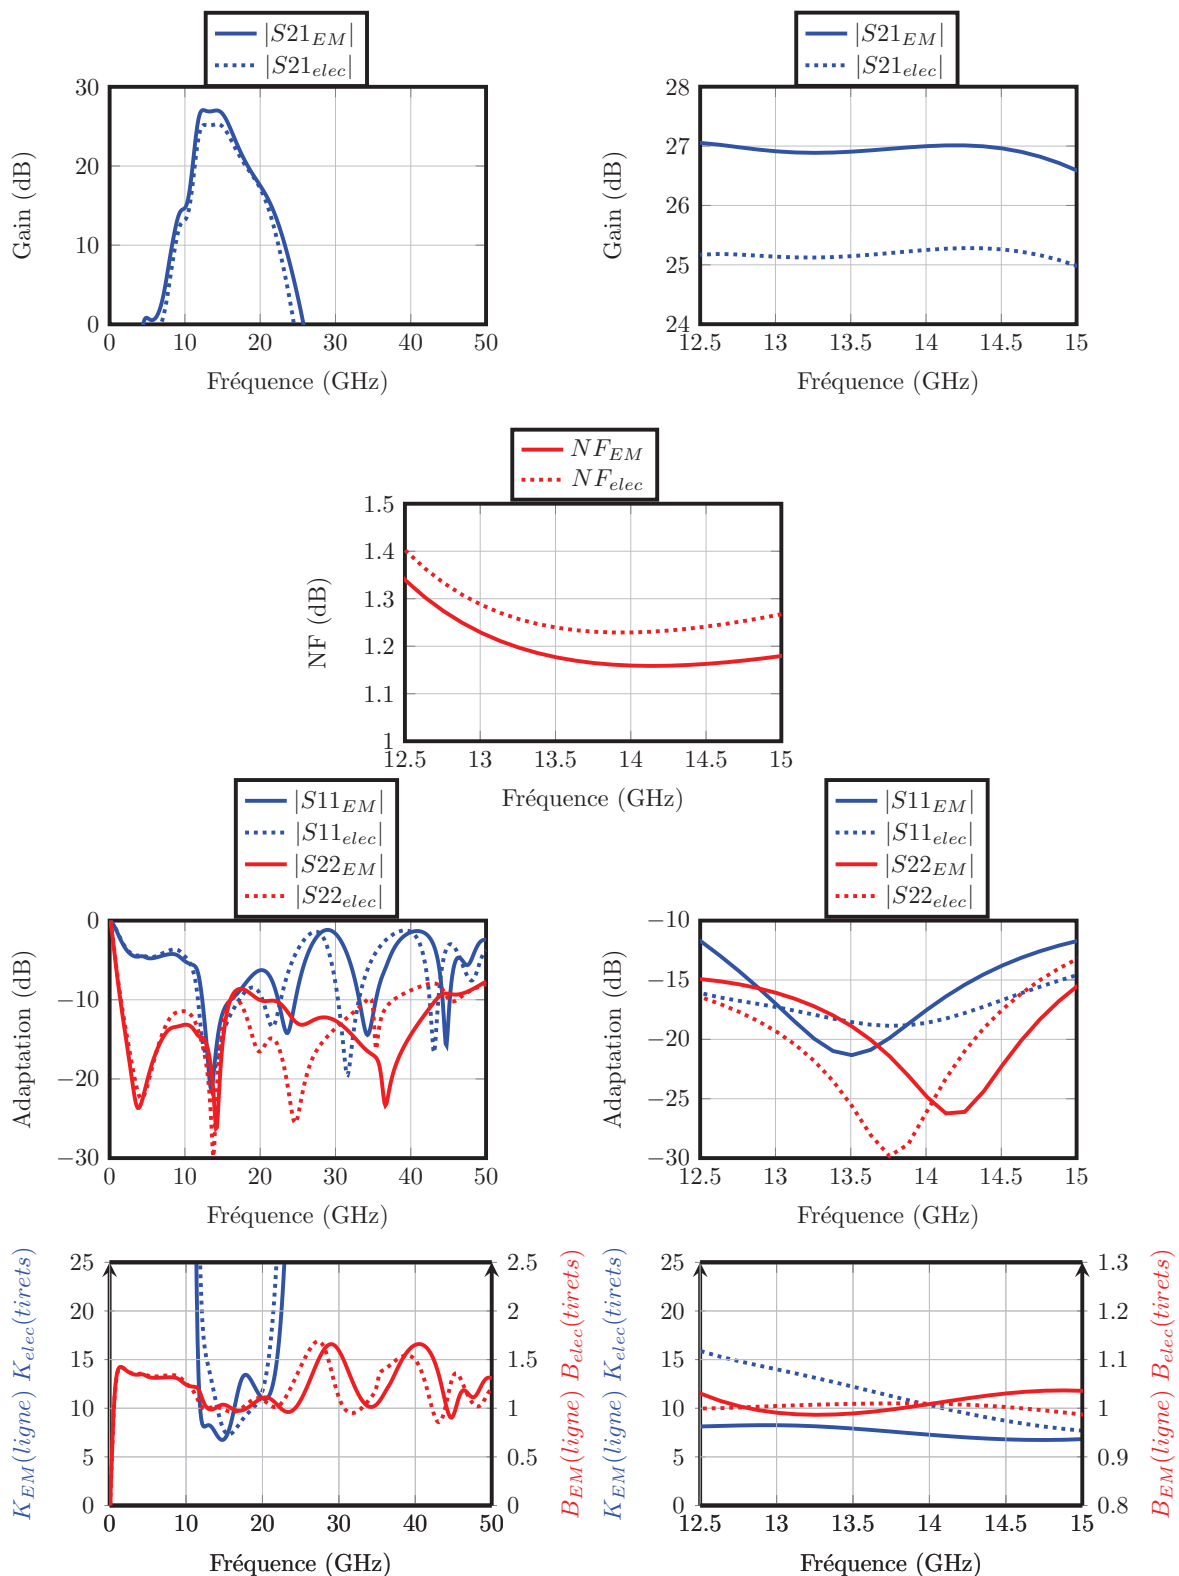 |S21EM|
|S21elec|
30
20
10
0
Gain (dB)
0 10 20 30 40 50
Fréquence (GHz)
|S21EM|
|S21elec|
28
27
26
25
24
Gain (dB)
12.5 13 13.5 14 14.5 15
Fréquence (GHz)
NFEM
NFelec
1.5
1.4
1.3
1.2
1.1
1
NF (dB)
12.5 13 13.5 14 14.5 15
Fréquence (GHz)
|S11EM|
|S11elec|
|S22EM|
|S22elec|
0
−10
−20
−30
Adaptation (dB)
0 10 20 30 40 50
Fréquence (GHz)
|S11EM|
|S11elec|
|S22EM|
|S22elec|
−10
−15
−20
−25
−30
Adaptation (dB)
12.5 13 13.5 14 14.5 15
Fréquence (GHz)
KEM(ligne) Kelec(tirets)
25
20
15
10
5
0
2.5
2
1.5
1
0.5
0
BEM(ligne) Belec(tirets)
0 10 20 30 40 50
Fréquence (GHz)
KEM(ligne) Kelec(tirets)
25
20
15
10
5
0
1.3
1.2
1.1
1
0.9
0.8
BEM(ligne) Belec(tirets)
12.5 13 13.5 14 14.5 15
Fréquence (GHz)